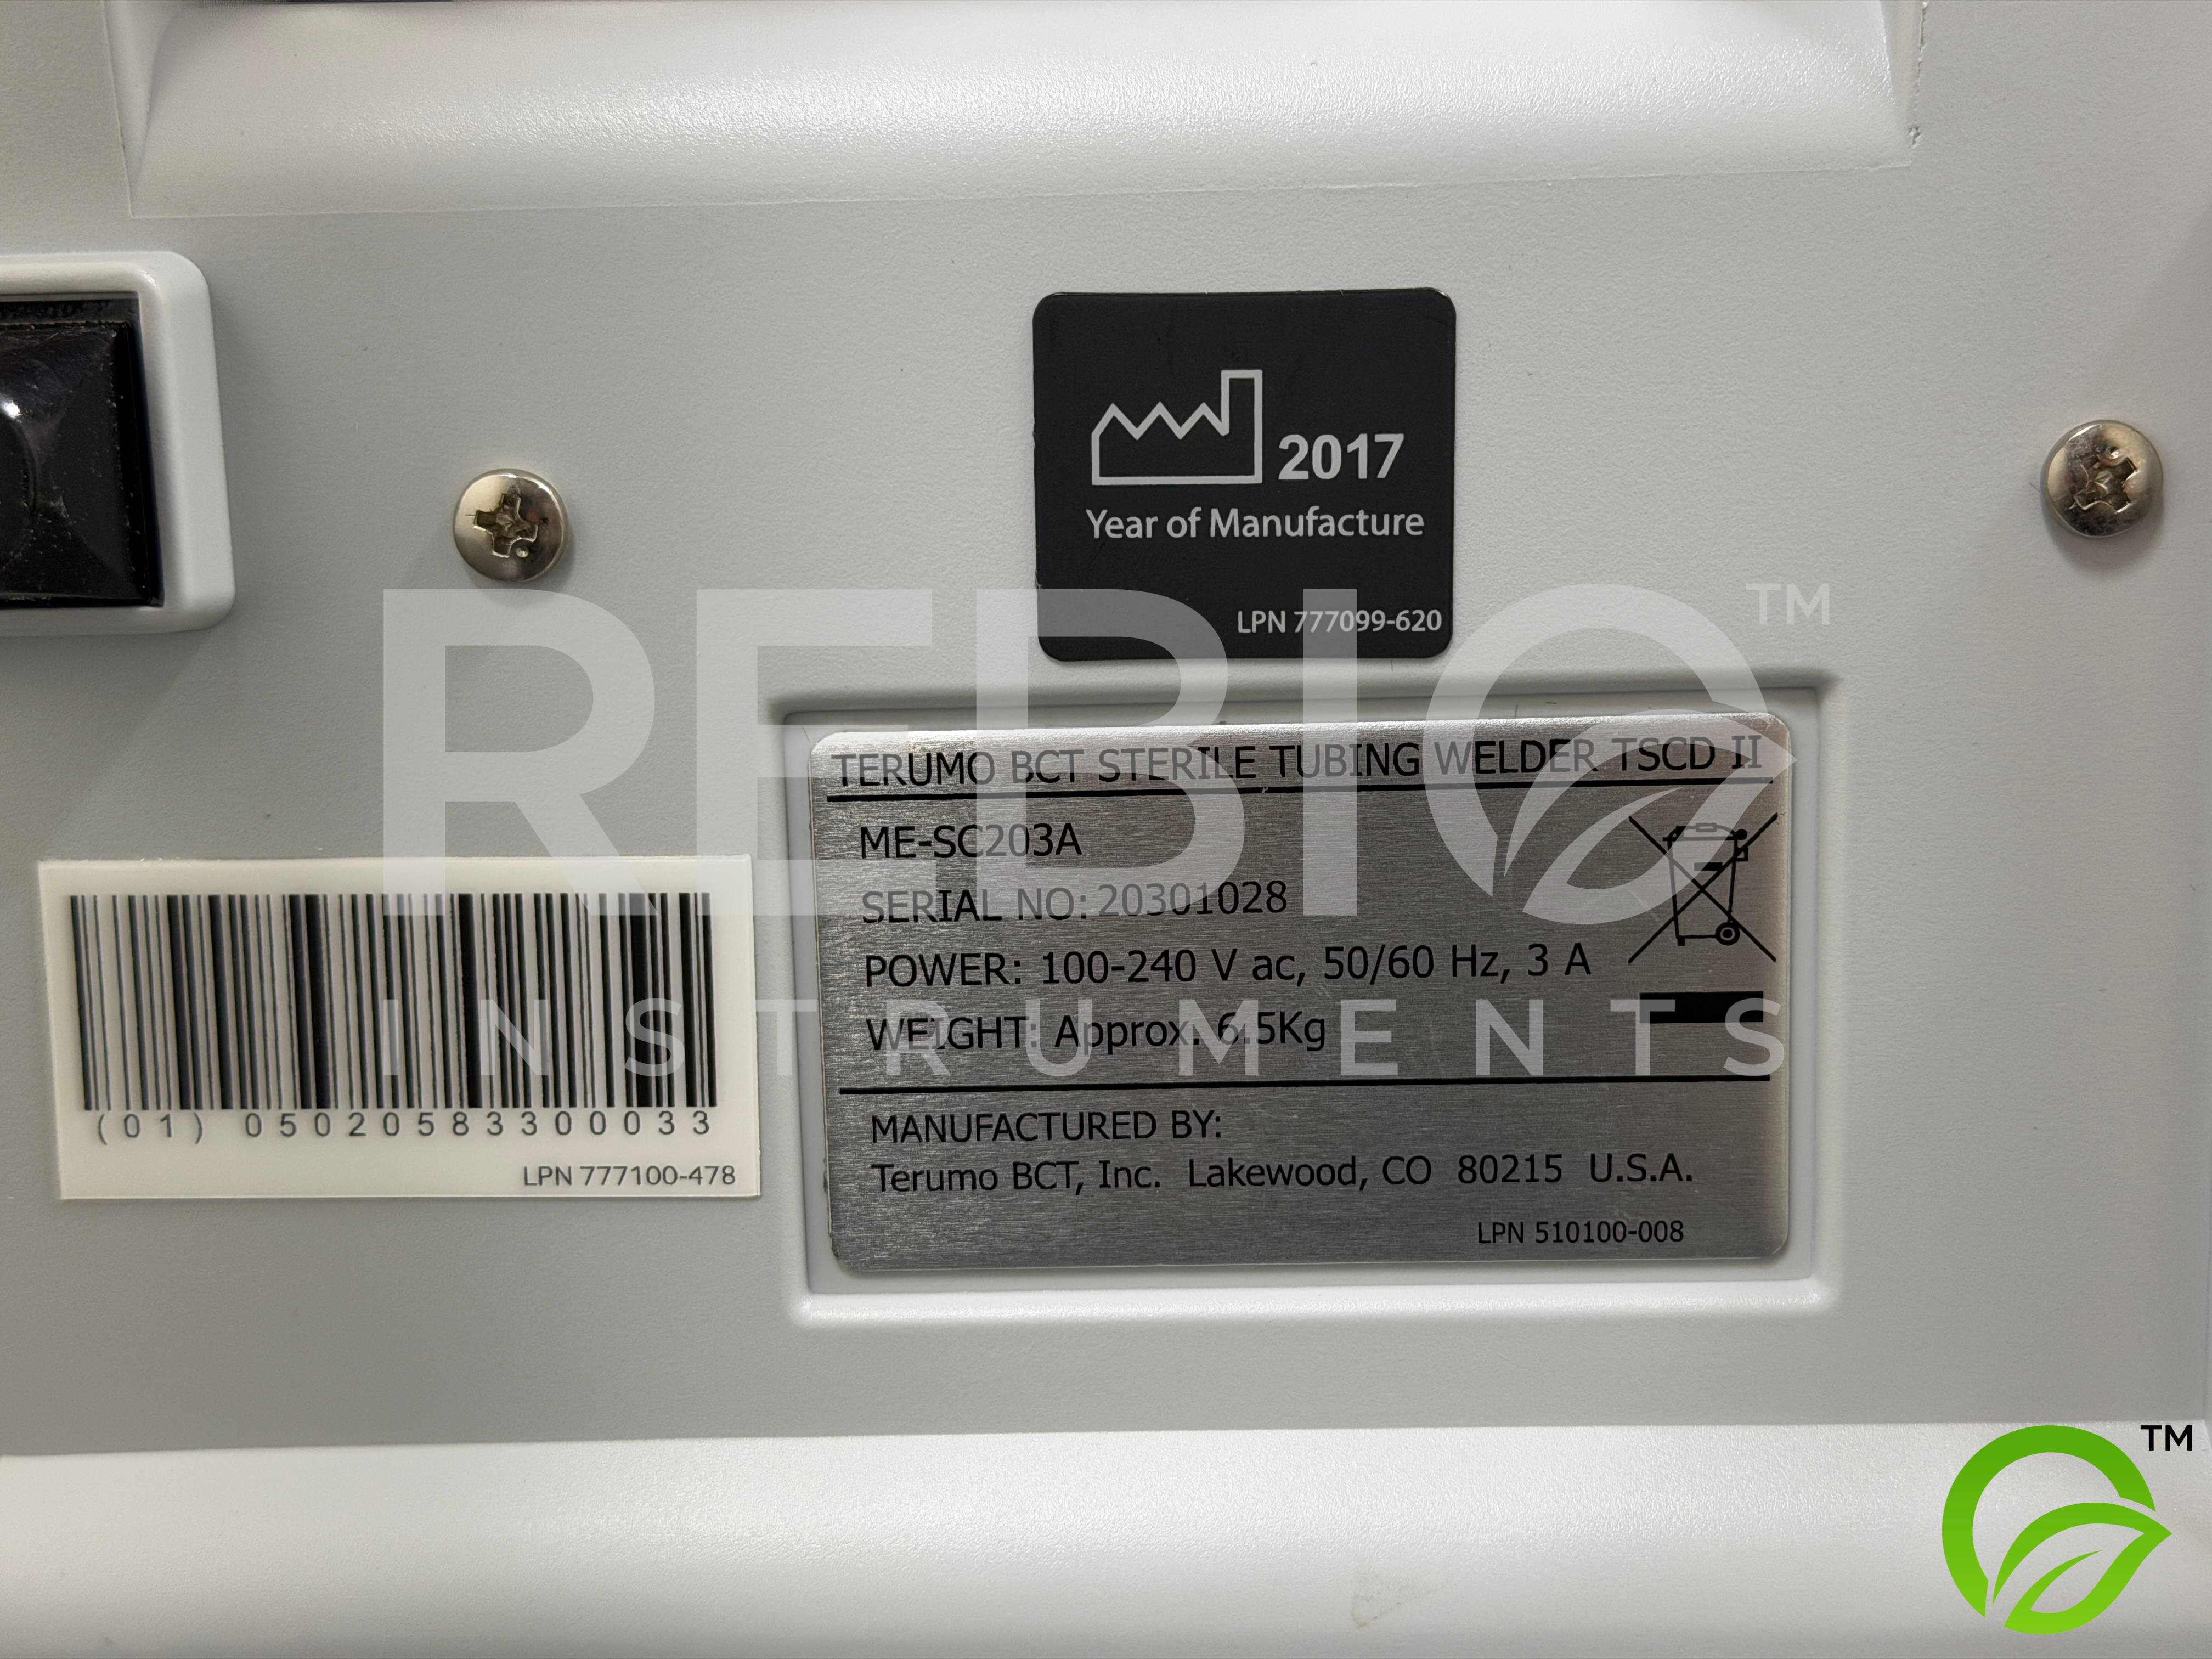 2017
Year of Manufacture
LPN 777099-620
REBIO™
INSTRUMENTS
TERUMO BCT STERILE TUBING WELDER TSCD II
ME-SC203A
SERIAL NO: 20301028
POWER: 100-240 V ac, 50/60 Hz, 3 A
WEIGHT: Approx. 6.5Kg
MANUFACTURED BY:
Terumo BCT, Inc. Lakewood, CO 80215 U.S.A.
LPN 510100-008
(01) 05020583300033
LPN 777100-478
TM